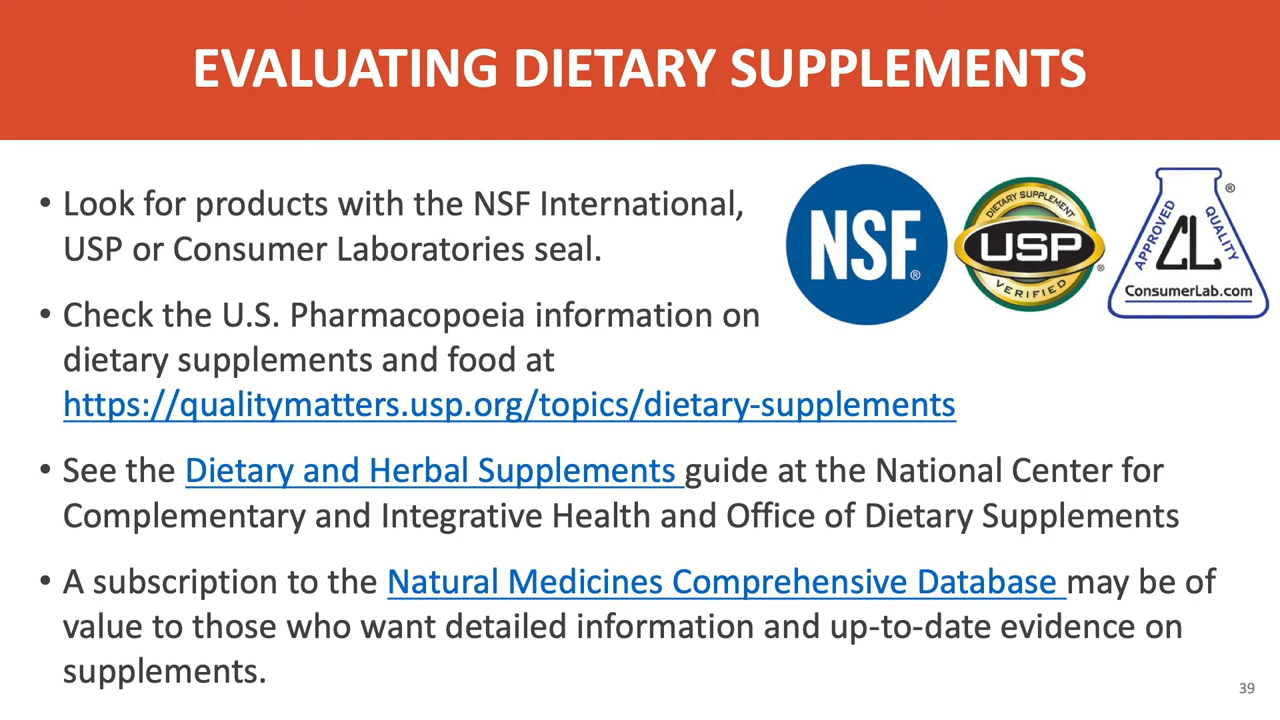 EVALUATING DIETARY SUPPLEMENTS
• Look for products with the NSF International,
USP or Consumer Laboratories seal.
NSF®
DIETARY SUPPLEMENT
USP
VERIFIED
®
APPROVED
QUALITY
CL
®
ConsumerLab.com
• Check the U.S. Pharmacopoeia information on
dietary supplements and food at
https://qualitymatters.usp.org/topics/dietary-supplements
• See the Dietary and Herbal Supplements guide at the National Center for
Complementary and Integrative Health and Office of Dietary Supplements
• A subscription to the Natural Medicines Comprehensive Database may be of
value to those who want detailed information and up-to-date evidence on
supplements.
39